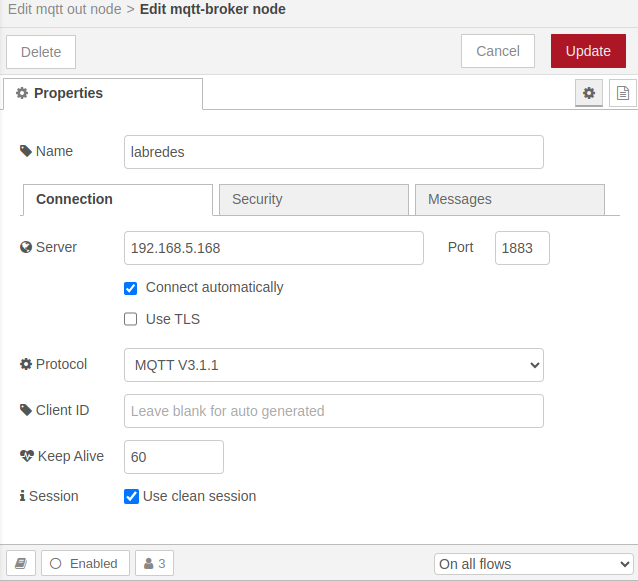 Edit mqtt out node > Edit mqtt-broker node
Delete
Cancel
Update
Properties
Name
labredes
Connection
Security
Messages
Server
192.168.5.168
Port
1883
Connect automatically
Use TLS
Protocol
MQTT V3.1.1
Client ID
Leave blank for auto generated
Keep Alive
60
Session
Use clean session
Enabled
3
On all flows